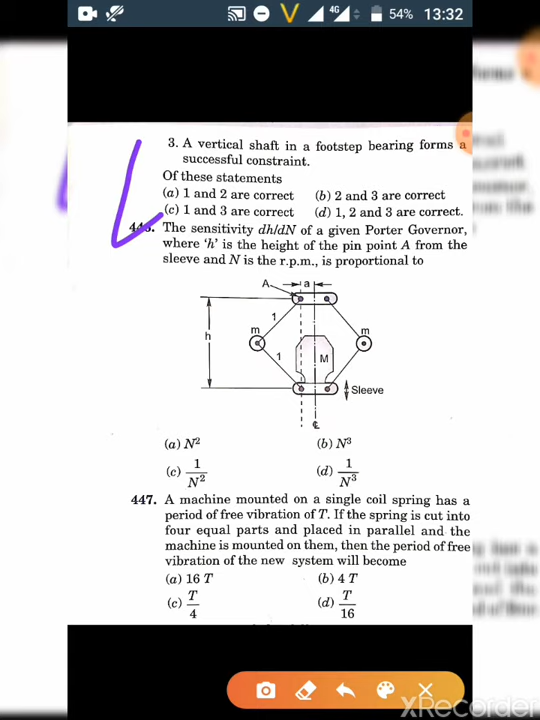 4G 54% 13:32
3. A vertical shaft in a footstep bearing forms a
successful constraint.
Of these statements
(a) 1 and 2 are correct (b) 2 and 3 are correct
(c) 1 and 3 are correct (d) 1, 2 and 3 are correct.
446. The sensitivity dh/dN of a given Porter Governor,
where 'h' is the height of the pin point A from the
sleeve and N is the r.p.m., is proportional to
A a
1
m m
h
1 M
Sleeve
℄
(a) N² (b) N³
(c) 1/N² (d) 1/N³
447. A machine mounted on a single coil spring has a
period of free vibration of T. If the spring is cut into
four equal parts and placed in parallel and the
machine is mounted on them, then the period of free
vibration of the new system will become
(a) 16 T (b) 4 T
(c) T/4 (d) T/16
XRecorder